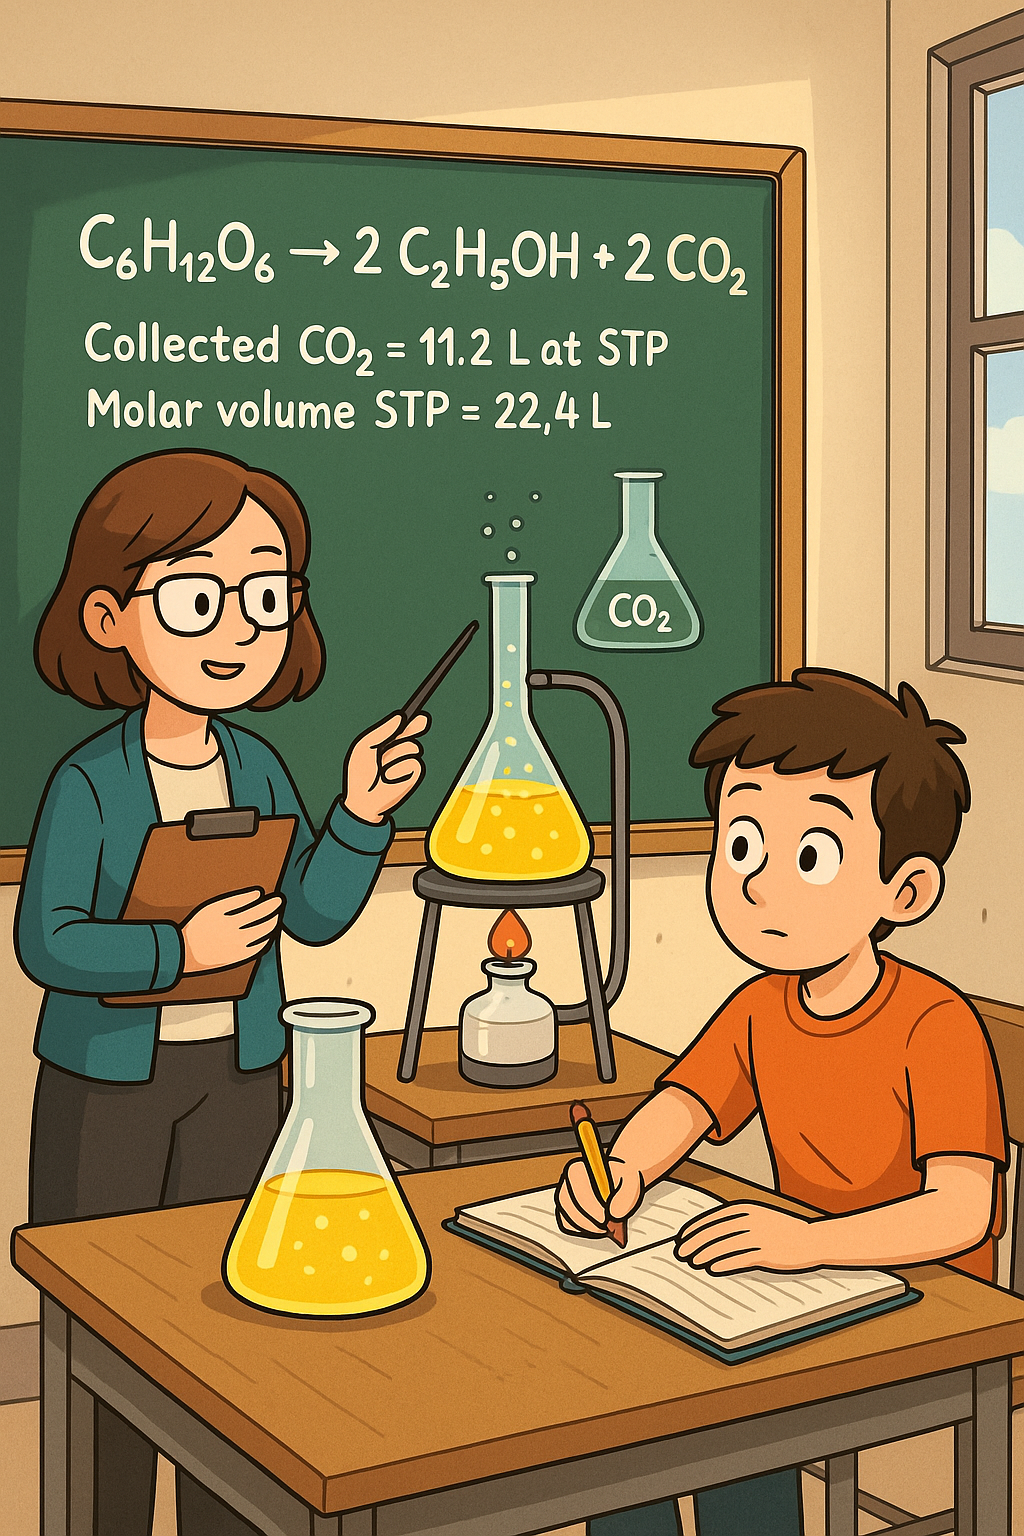 C₆H₁₂O₆ → 2 C₂H₅OH + 2 CO₂
Collected CO₂ = 11.2 L at STP
Molar volume STP = 22,4 L
CO₂